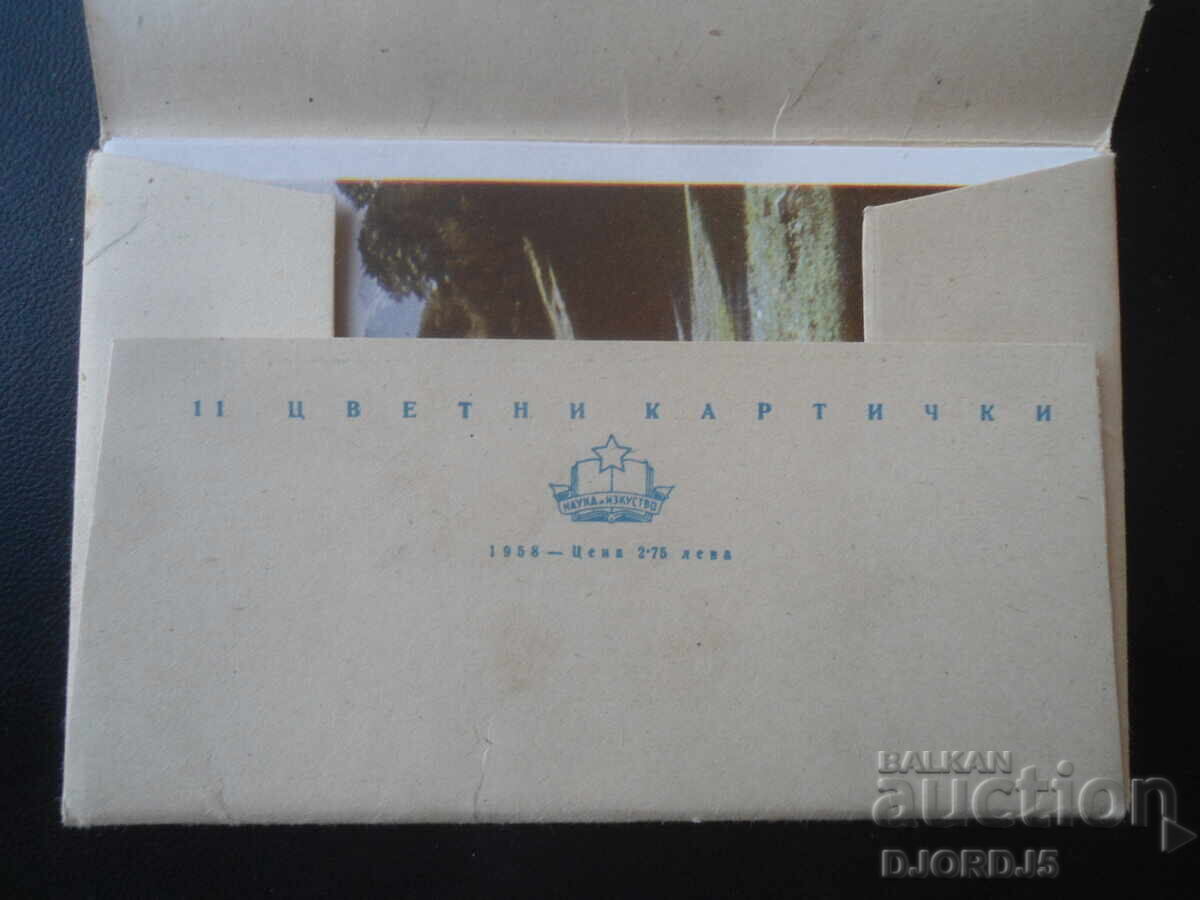 11 ЦВЕТНИ КАРТИЧКИ
НАУКА и ИЗКУСТВО
1958 — Цена 2·75 лева
BALKAN
auction
DJORDJ5